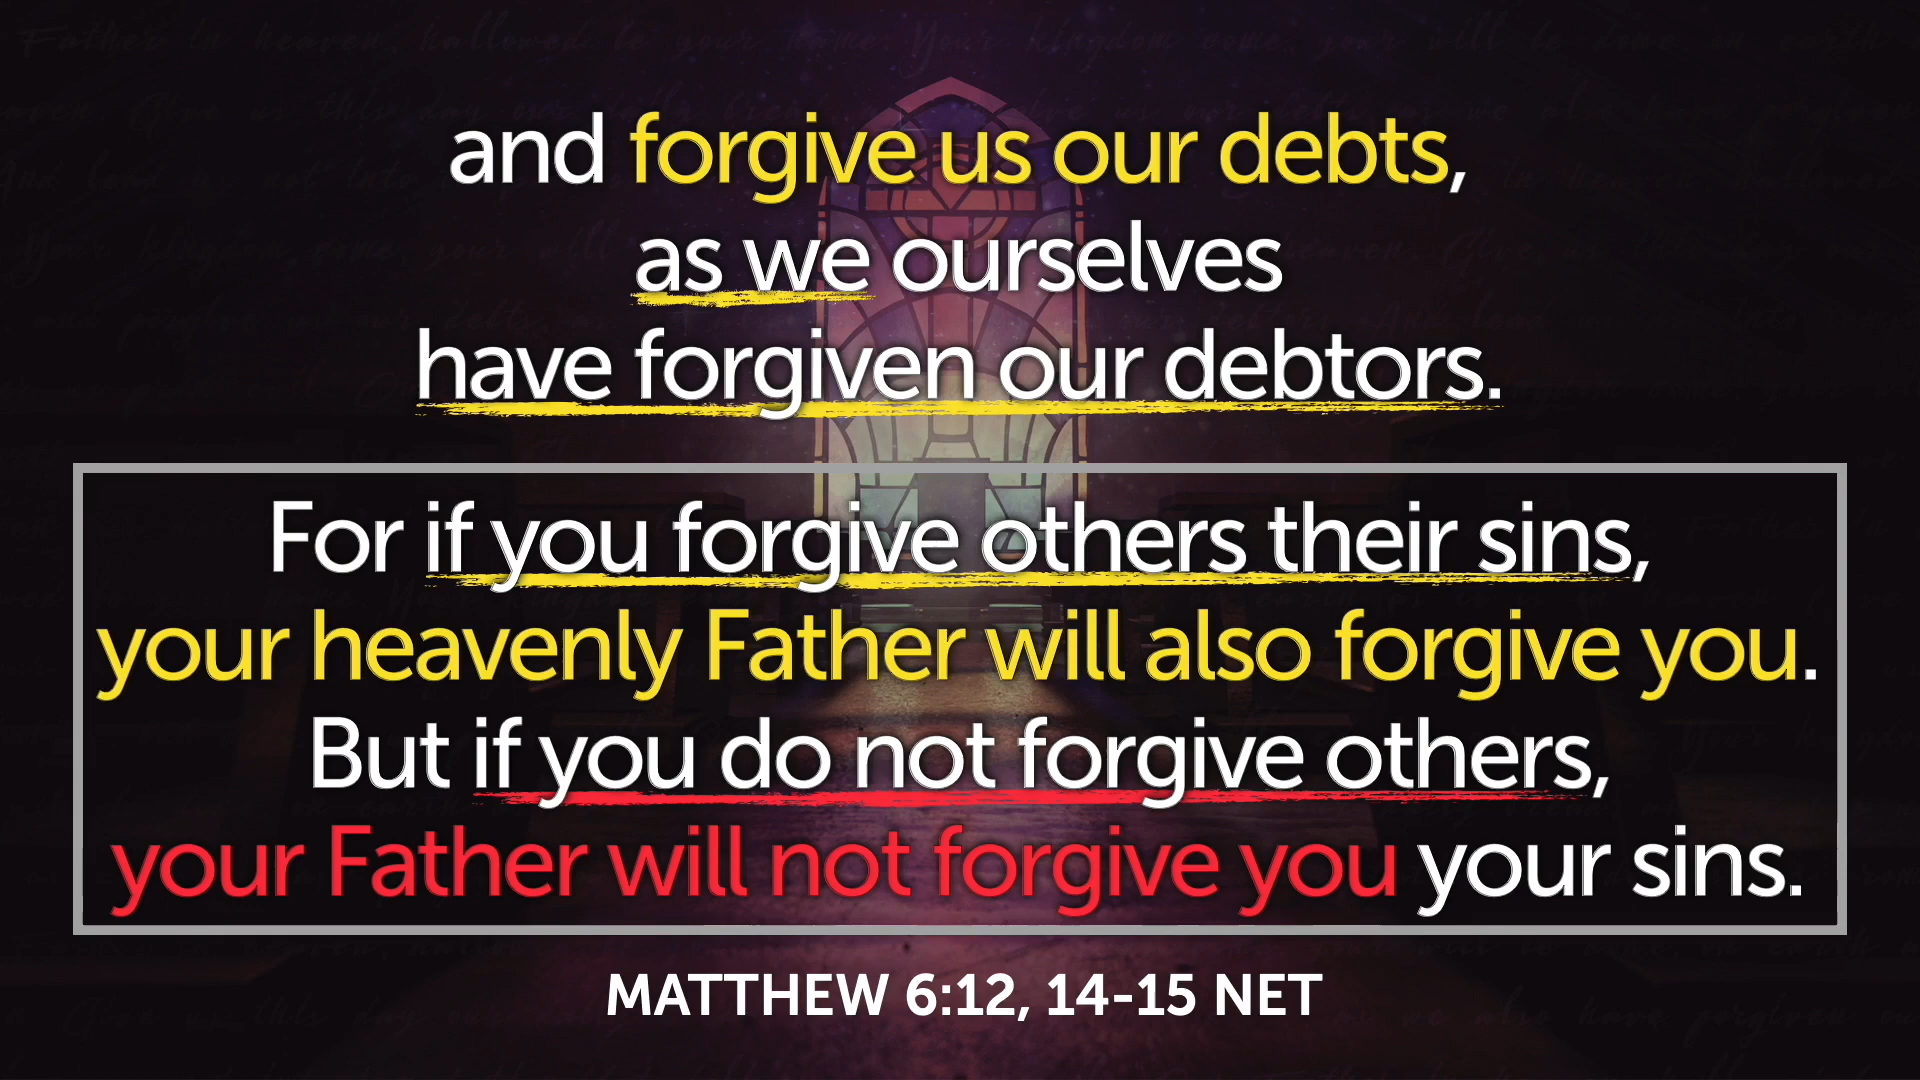 and forgive us our debts,
as we ourselves
have forgiven our debtors.
For if you forgive others their sins,
your heavenly Father will also forgive you.
But if you do not forgive others,
your Father will not forgive you your sins.
MATTHEW 6:12, 14-15 NET